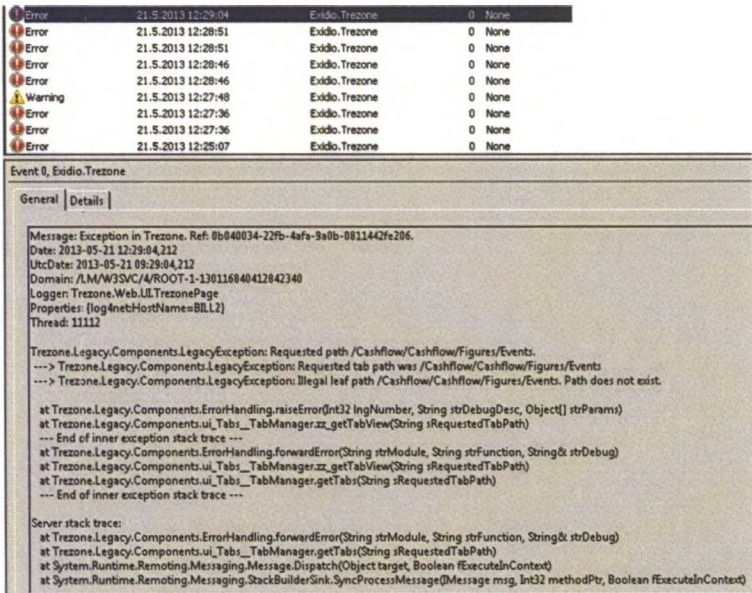 Error 21.5.2013 12:29:04 Exidio.Trezone 0 None
Error 21.5.2013 12:28:51 Exidio.Trezone 0 None
Error 21.5.2013 12:28:51 Exidio.Trezone 0 None
Error 21.5.2013 12:28:46 Exidio.Trezone 0 None
Error 21.5.2013 12:28:46 Exidio.Trezone 0 None
Warning 21.5.2013 12:27:48 Exidio.Trezone 0 None
Error 21.5.2013 12:27:36 Exidio.Trezone 0 None
Error 21.5.2013 12:27:36 Exidio.Trezone 0 None
Error 21.5.2013 12:25:07 Exidio.Trezone 0 None
Event 0, Exidio.Trezone
General Details
Message: Exception in Trezone. Ref: 0b040034-22fb-4afa-9a0b-0811442fe206.
Date: 2013-05-21 12:29:04,212
UtcDate: 2013-05-21 09:29:04,212
Domain: /LM/W3SVC/4/ROOT-1-130116840412842340
Logger: Trezone.Web.UI.TrezonePage
Properties: {log4net:HostName=BILL2}
Thread: 11112
Trezone.Legacy.Components.LegacyException: Requested path /Cashflow/Cashflow/Figures/Events.
---> Trezone.Legacy.Components.LegacyException: Requested tab path was /Cashflow/Cashflow/Figures/Events
---> Trezone.Legacy.Components.LegacyException: Illegal leaf path /Cashflow/Cashflow/Figures/Events. Path does not exist.
at Trezone.Legacy.Components.ErrorHandling.raiseError(Int32 lngNumber, String strDebugDesc, Object[] strParams)
at Trezone.Legacy.Components.ui_Tabs__TabManager.zz_getTabView(String sRequestedTabPath)
--- End of inner exception stack trace ---
at Trezone.Legacy.Components.ErrorHandling.forwardError(String strModule, String strFunction, String& strDebug)
at Trezone.Legacy.Components.ui_Tabs__TabManager.zz_getTabView(String sRequestedTabPath)
at Trezone.Legacy.Components.ui_Tabs__TabManager.getTabs(String sRequestedTabPath)
--- End of inner exception stack trace ---
Server stack trace:
at Trezone.Legacy.Components.ErrorHandling.forwardError(String strModule, String strFunction, String& strDebug)
at Trezone.Legacy.Components.ui_Tabs__TabManager.getTabs(String sRequestedTabPath)
at System.Runtime.Remoting.Messaging.Message.Dispatch(Object target, Boolean fExecuteInContext)
at System.Runtime.Remoting.Messaging.StackBuilderSink.SyncProcessMessage(IMessage msg, Int32 methodPtr, Boolean fExecuteInContext)